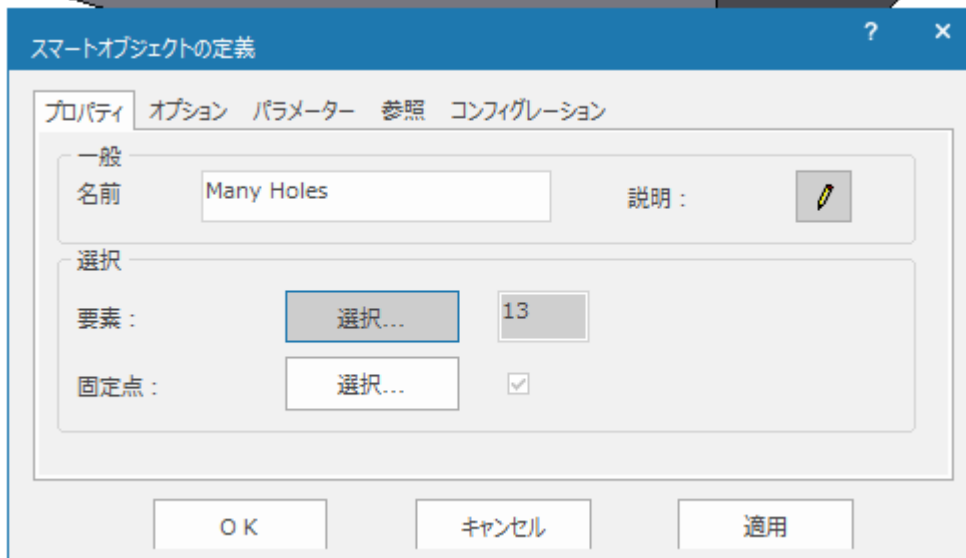 スマートオブジェクトの定義 ? ×
プロパティ オプション パラメーター 参照 コンフィグレーション
一般
名前 Many Holes 説明：
選択
要素： 選択... 13
固定点： 選択...
ＯＫ キャンセル 適用